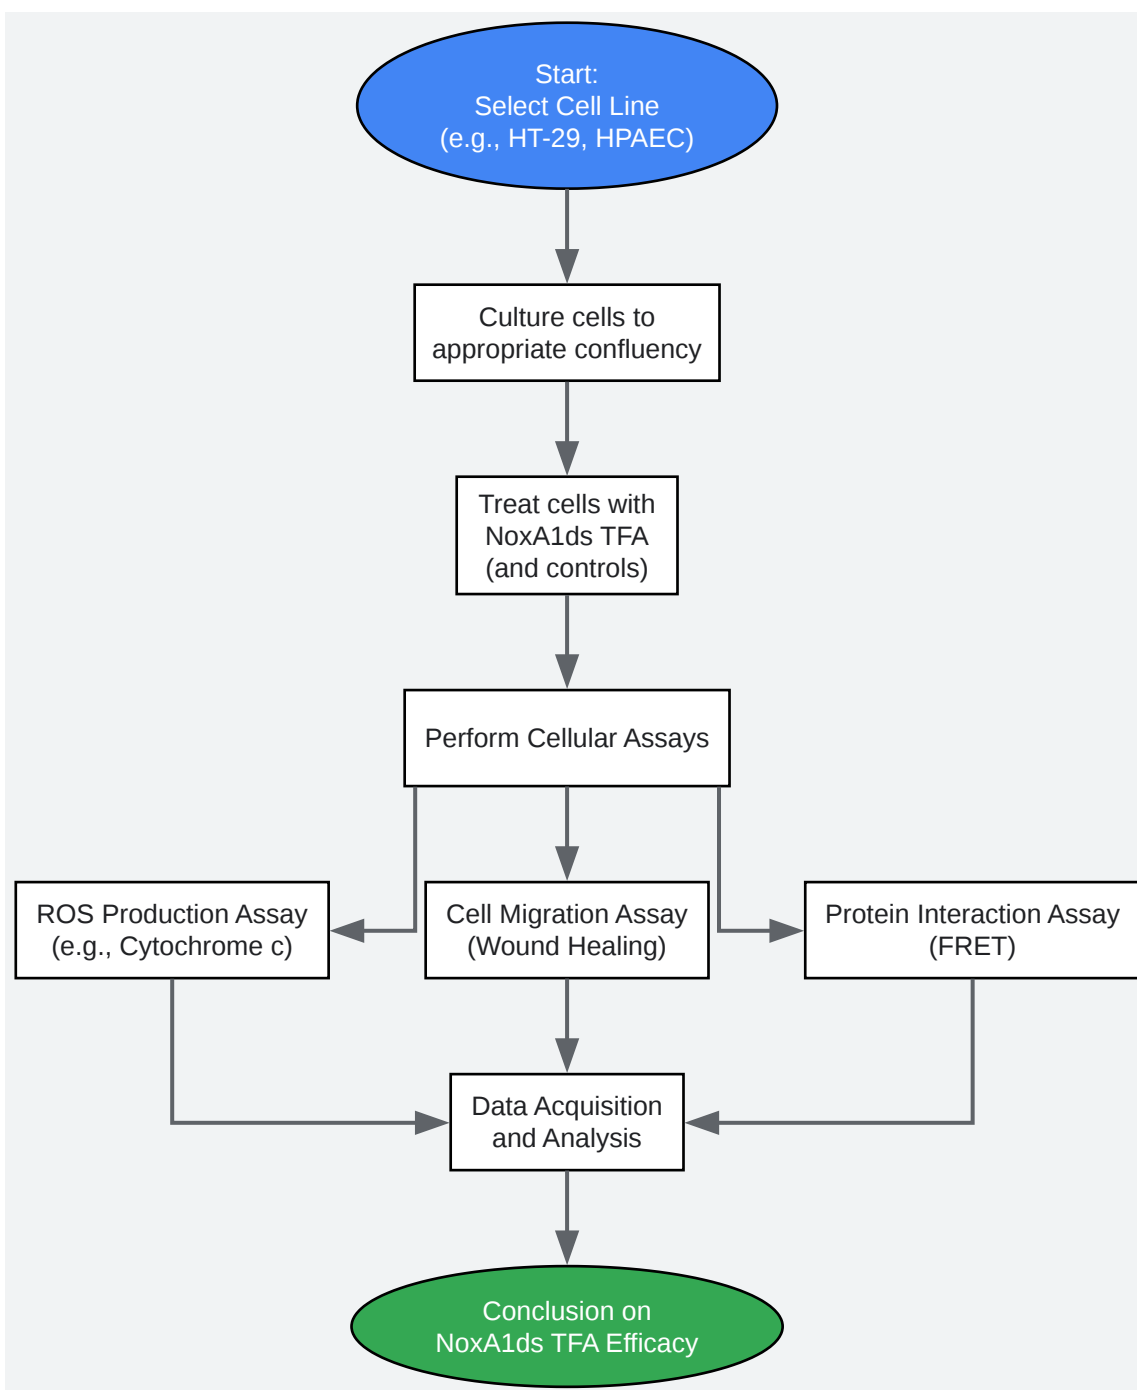 Start:
Select Cell Line
(e.g., HT-29, HPAEC)
Culture cells to
appropriate confluency
Treat cells with
NoxA1ds TFA
(and controls)
Perform Cellular Assays
ROS Production Assay
(e.g., Cytochrome c)
Cell Migration Assay
(Wound Healing)
Protein Interaction Assay
(FRET)
Data Acquisition
and Analysis
Conclusion on
NoxA1ds TFA Efficacy